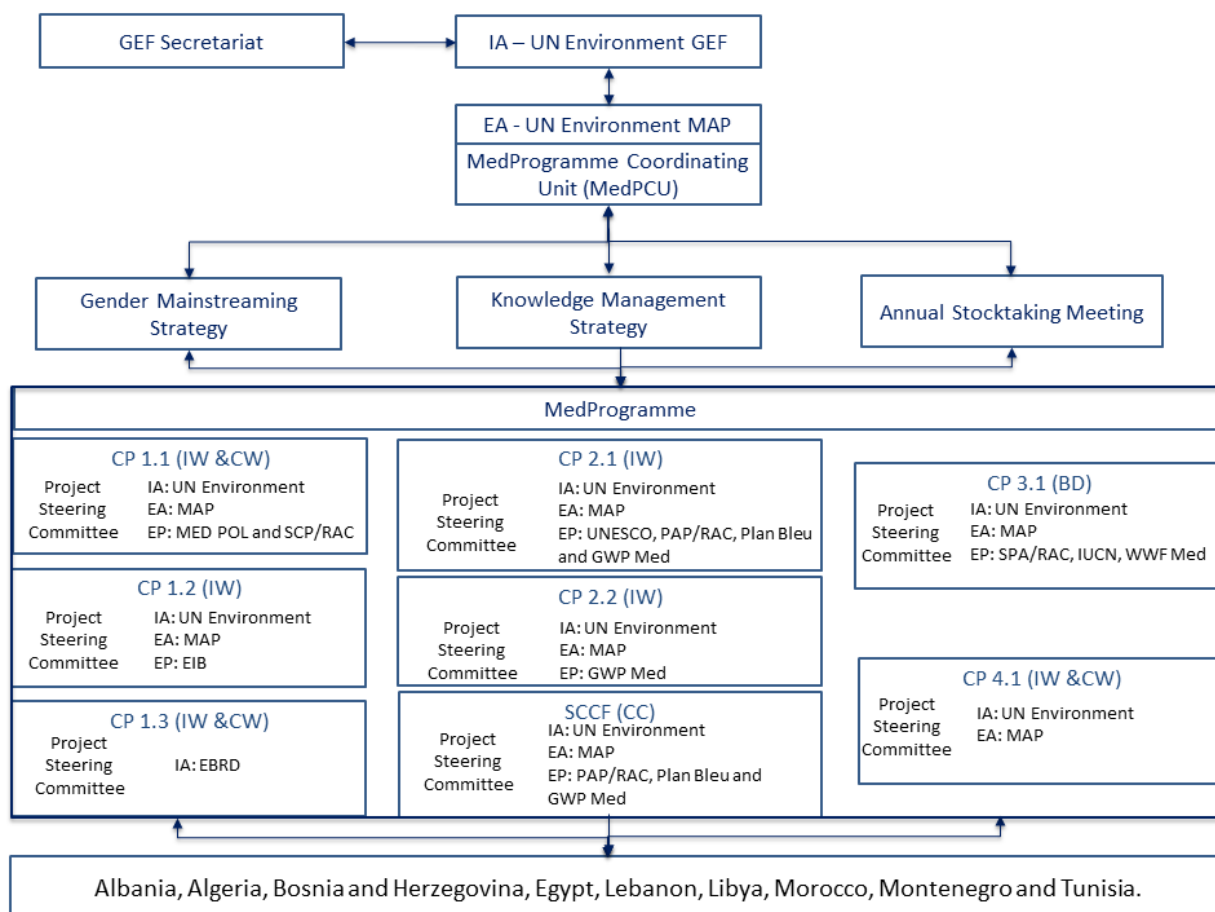 GEF Secretariat
IA – UN Environment GEF
EA - UN Environment MAP
MedProgramme Coordinating
Unit (MedPCU)
Gender Mainstreaming
Strategy
Knowledge Management
Strategy
Annual Stocktaking Meeting
MedProgramme
CP 1.1 (IW &CW)
Project
Steering
Committee
IA: UN Environment
EA: MAP
EP: MED POL and SCP/RAC
CP 1.2 (IW)
Project
Steering
Committee
IA: UN Environment
EA: MAP
EP: EIB
CP 1.3 (IW &CW)
Project
Steering
Committee
IA: EBRD
CP 2.1 (IW)
Project
Steering
Committee
IA: UN Environment
EA: MAP
EP: UNESCO, PAP/RAC, Plan Bleu
and GWP Med
CP 2.2 (IW)
Project
Steering
Committee
IA: UN Environment
EA: MAP
EP: GWP Med
SCCF (CC)
Project
Steering
Committee
IA: UN Environment
EA: MAP
EP: PAP/RAC, Plan Bleu and
GWP Med
CP 3.1 (BD)
Project
Steering
Committee
IA: UN Environment
EA: MAP
EP: SPA/RAC, IUCN, WWF Med
CP 4.1 (IW &CW)
Project
Steering
Committee
IA: UN Environment
EA: MAP
Albania, Algeria, Bosnia and Herzegovina, Egypt, Lebanon, Libya, Morocco, Montenegro and Tunisia.